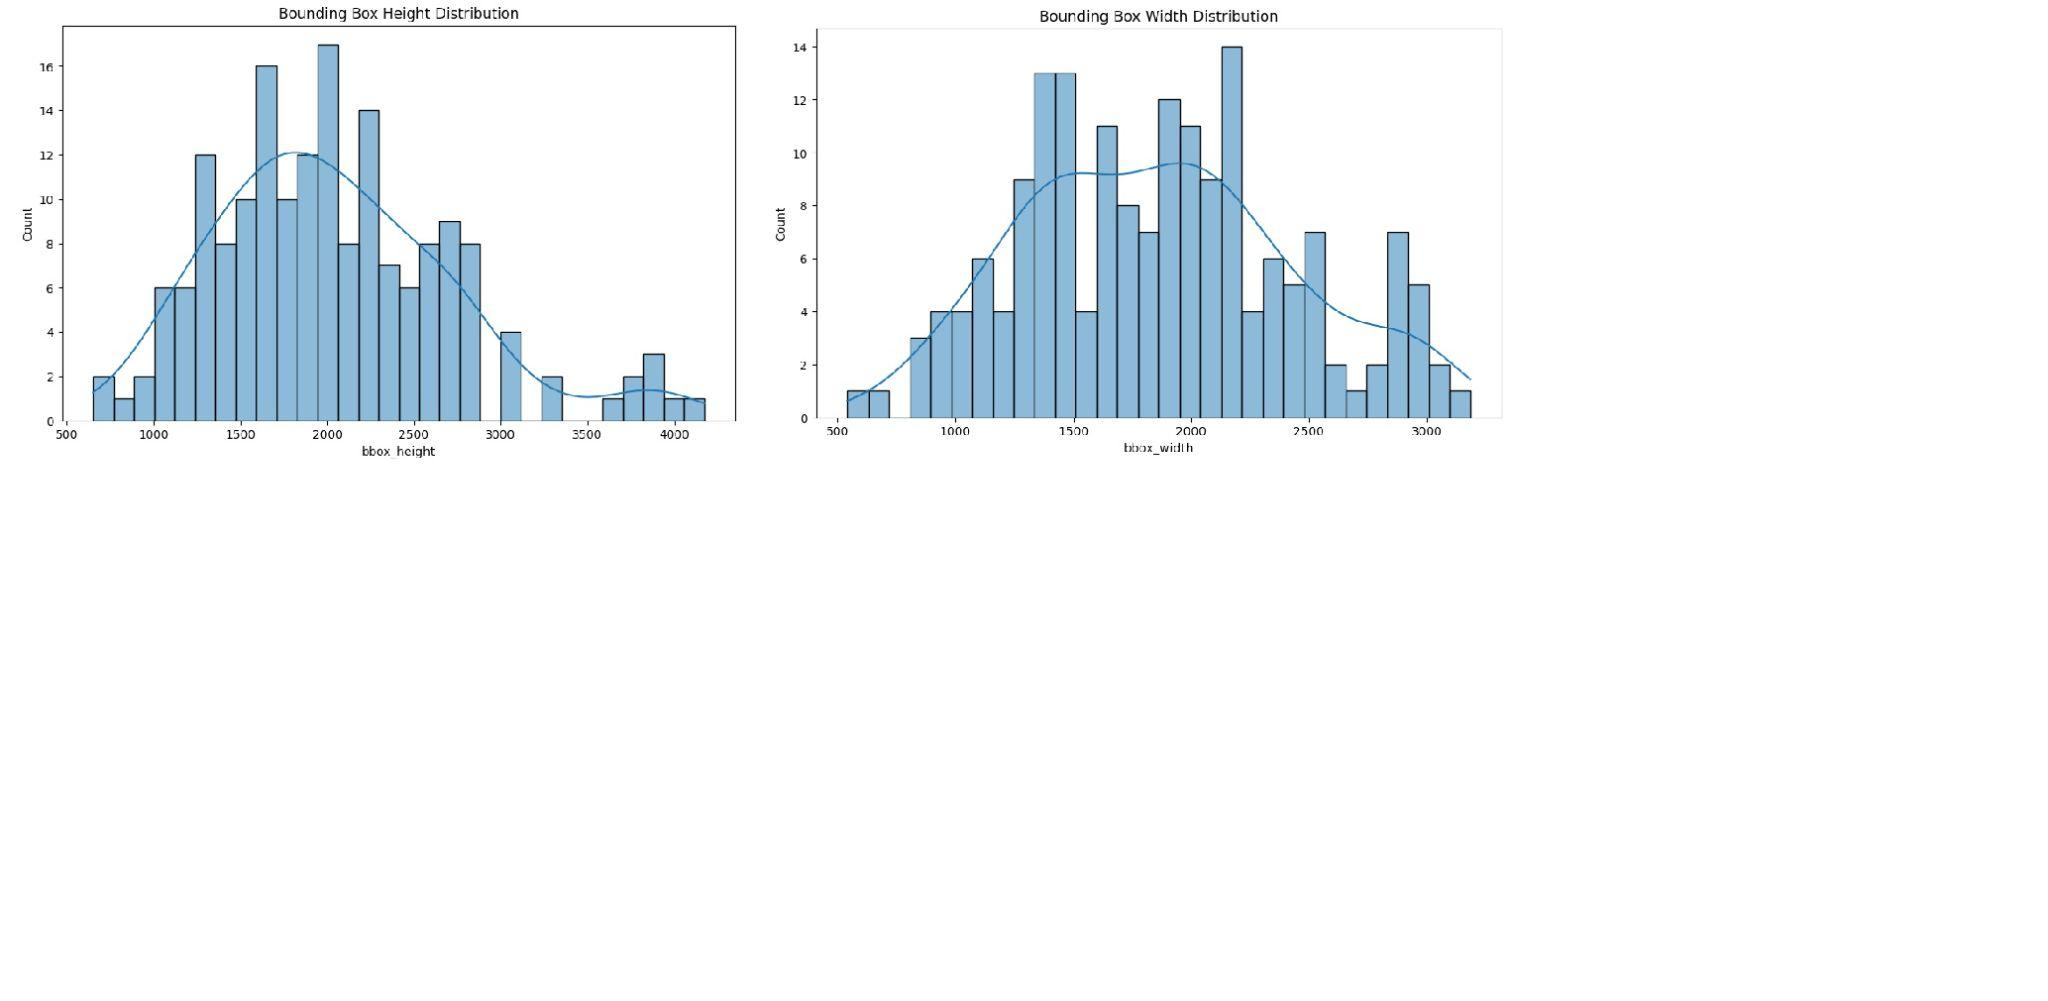 Bounding Box Height Distribution
16
14
12
10
8
6
4
2
0
Count
500 1000 1500 2000 2500 3000 3500 4000
bbox_height
Bounding Box Width Distribution
14
12
10
8
6
4
2
0
Count
500 1000 1500 2000 2500 3000
bbox_width